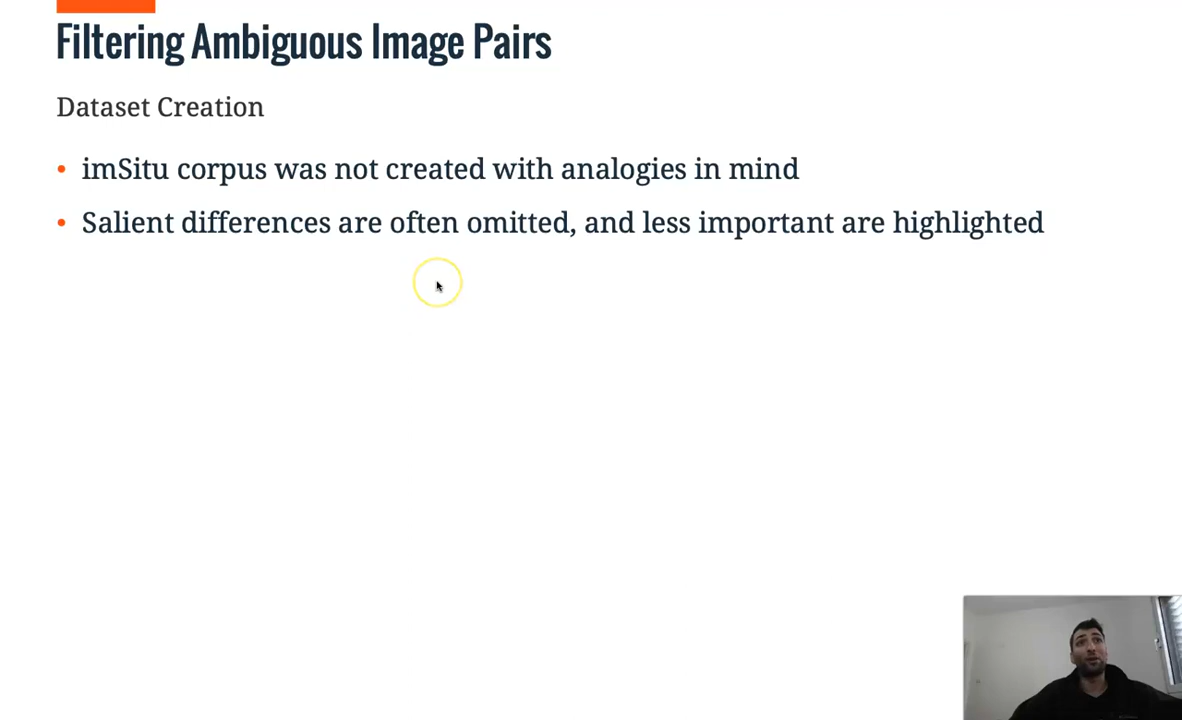 Filtering Ambiguous Image Pairs
Dataset Creation
• imSitu corpus was not created with analogies in mind
• Salient differences are often omitted, and less important are highlighted